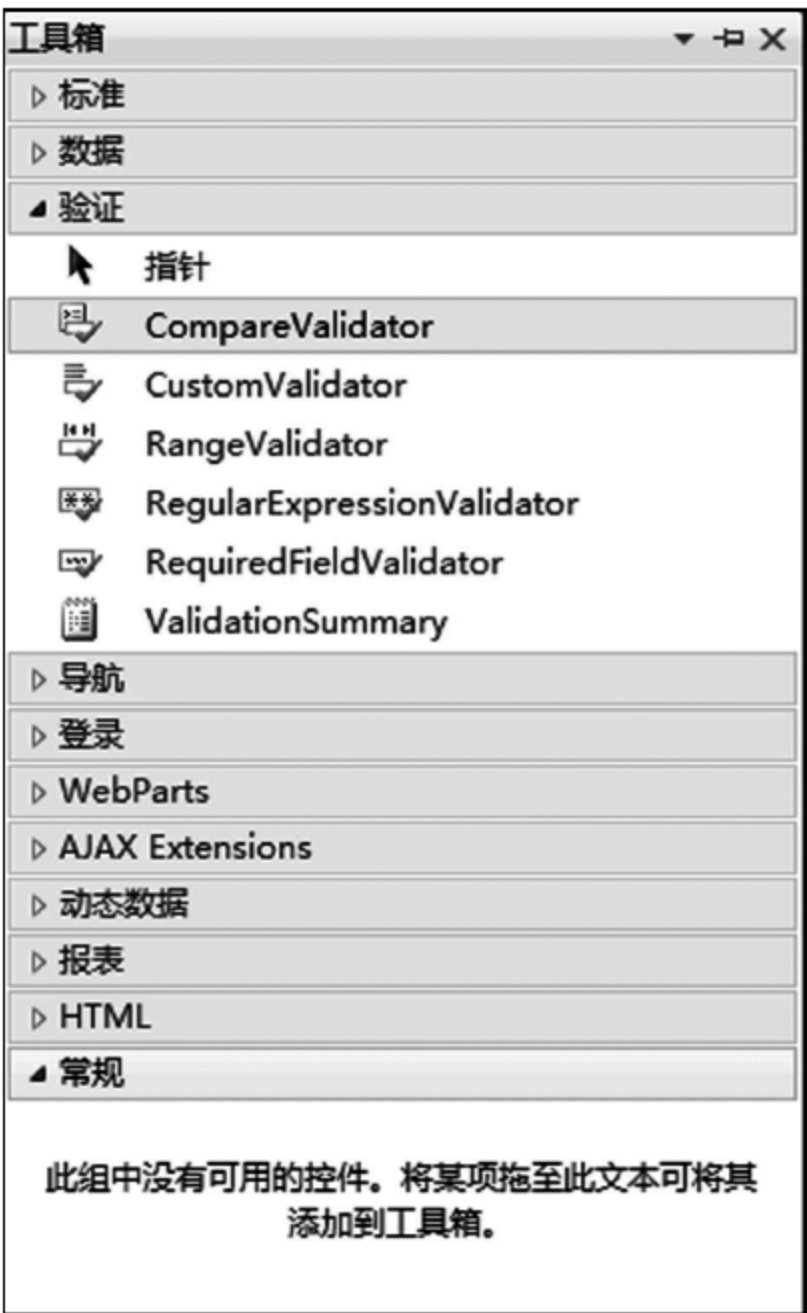 工具箱
标准
数据
验证
指针
CompareValidator
CustomValidator
RangeValidator
RegularExpressionValidator
RequiredFieldValidator
ValidationSummary
导航
登录
WebParts
AJAX Extensions
动态数据
报表
HTML
常规
此组中没有可用的控件。将某项拖至此文本可将其
添加到工具箱。